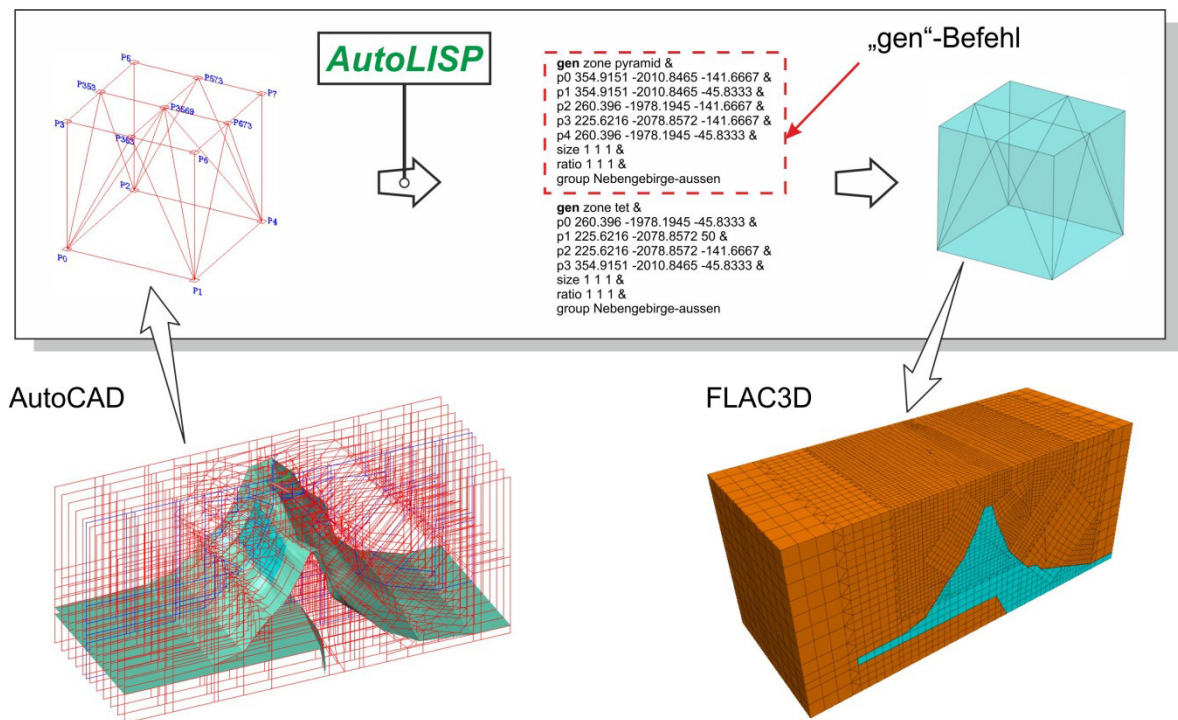 P5
P573
P353
P7
P3569
P3
P673
P363
P6
P2
P4
P0
P1
AutoLISP
gen zone pyramid &
p0 354.9151 -2010.8465 -141.6667 &
p1 354.9151 -2010.8465 -45.8333 &
p2 260.396 -1978.1945 -141.6667 &
p3 225.6216 -2078.8572 -141.6667 &
p4 260.396 -1978.1945 -45.8333 &
size 1 1 1 &
ratio 1 1 1 &
group Nebengebirge-aussen
gen zone tet &
p0 260.396 -1978.1945 -45.8333 &
p1 225.6216 -2078.8572 50 &
p2 225.6216 -2078.8572 -141.6667 &
p3 354.9151 -2010.8465 -45.8333 &
size 1 1 1 &
ratio 1 1 1 &
group Nebengebirge-aussen
„gen“-Befehl
AutoCAD
FLAC3D